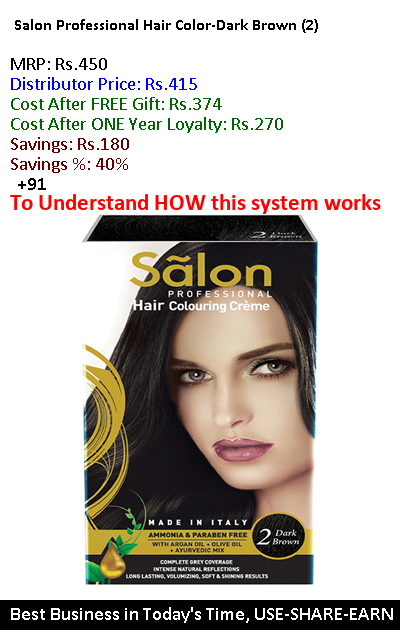 Salon Professional Hair Color-Dark Brown (2)
MRP: Rs.450
Distributor Price: Rs.415
Cost After FREE Gift: Rs.374
Cost After ONE Year Loyalty: Rs.270
Savings: Rs.180
Savings %: 40%
+91
To Understand HOW this system works
2 Dark
Brown
Sãlon
PROFESSIONAL
Hair Colouring Crème
MADE IN ITALY
AMMONIA & PARABEN FREE
WITH ARGAN OIL + OLIVE OIL
+ AYURVEDIC MIX
2 Dark
Brown
COMPLETE GREY COVERAGE
INTENSE NATURAL REFLECTIONS
LONG LASTING, VOLUMIZING, SOFT & SHINING RESULTS
Best Business in Today's Time, USE-SHARE-EARN